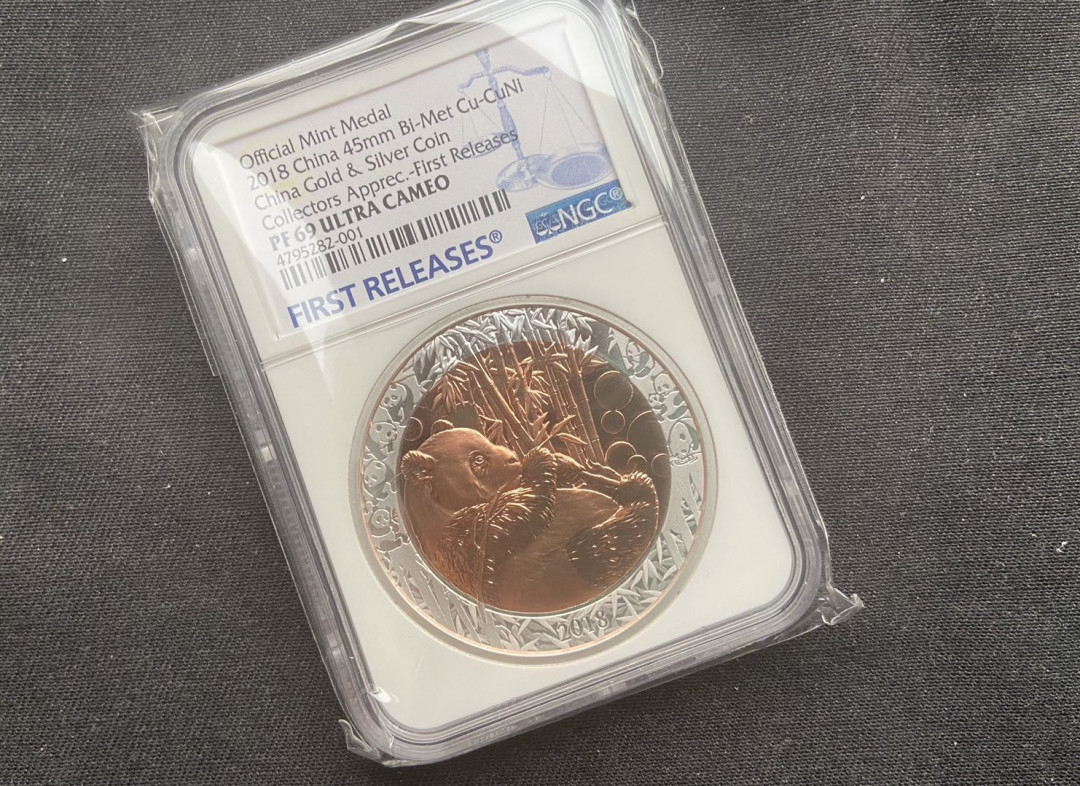 Official Mint Medal
2018 China 45mm Bi-Met Cu-CuNi
China Gold & Silver Coin
Collectors Apprec.-First Releases
PF 69 ULTRA CAMEO
4795282-001
NGC®
FIRST RELEASES®
2018